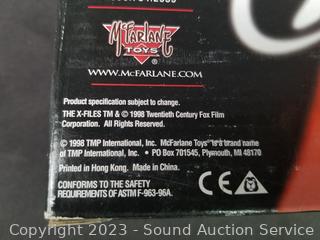 McFARLANE
TOYS
WWW.MCFARLANE.COM
Product specification subject to change.
THE X-FILES TM & © 1998 Twentieth Century Fox Film
Corporation. All Rights Reserved.
© 1998 TMP International, Inc. McFarlane Toys is a brand name
of TMP International, Inc. • PO Box 701545, Plymouth, MI 48170
Printed in Hong Kong. Made in China.
CONFORMS TO THE SAFETY
REQUIREMENTS OF ASTM F-963-96A.
CE
Copyright 2023 - Sound Auction Service